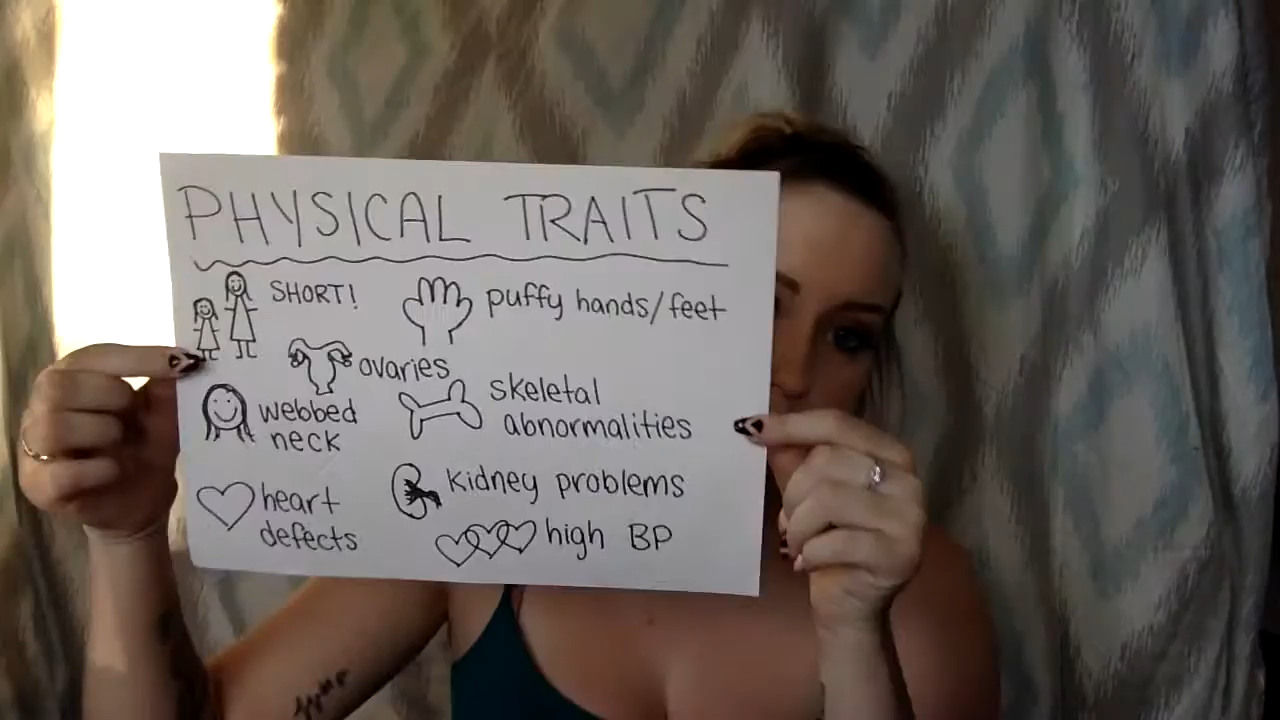 PHYSICAL TRAITS
SHORT!
puffy hands/feet
ovaries
webbed
neck
skeletal
abnormalities
heart
defects
kidney problems
high BP